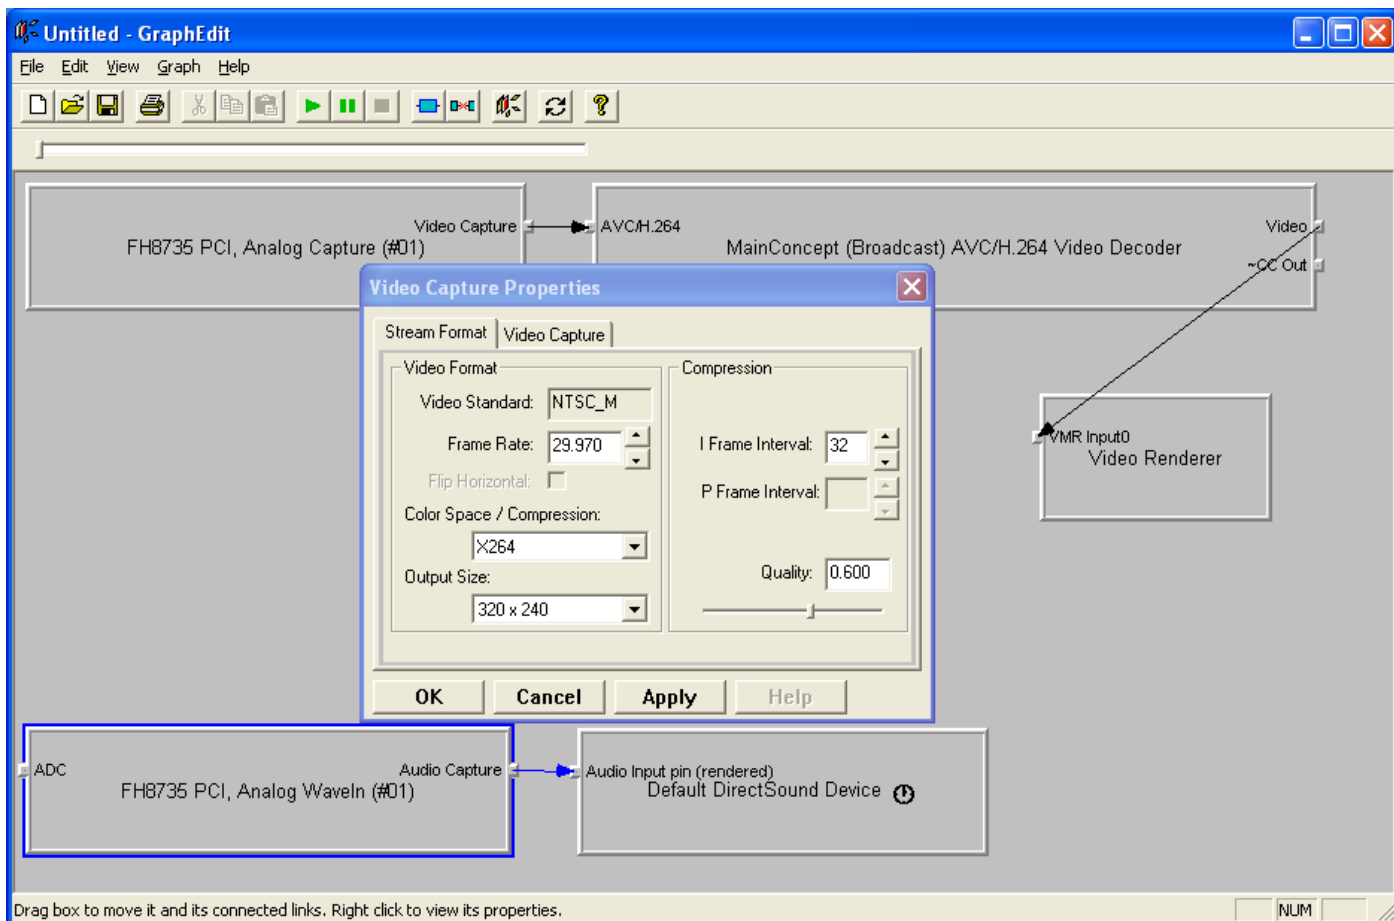 Untitled - GraphEdit
File Edit View Graph Help
Video Capture
AVC/H.264
Video
FH8735 PCI, Analog Capture (#01)
MainConcept (Broadcast) AVC/H.264 Video Decoder
~CC Out
Video Capture Properties
Stream Format
Video Capture
Video Format
Video Standard: NTSC_M
Frame Rate: 29.970
Flip Horizontal:
Color Space / Compression:
X264
Output Size:
320 x 240
Compression
I Frame Interval: 32
P Frame Interval:
Quality: 0.600
OK Cancel Apply Help
VMR Input0
Video Renderer
ADC
Audio Capture
FH8735 PCI, Analog WaveIn (#01)
Audio Input pin (rendered)
Default DirectSound Device
Drag box to move it and its connected links. Right click to view its properties.
NUM